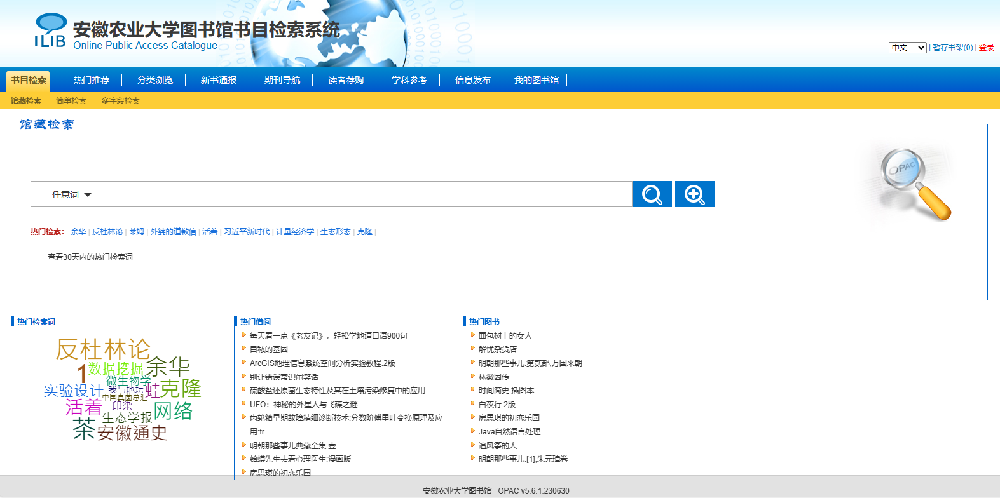 iLIB
安徽农业大学图书馆书目检索系统
Online Public Access Catalogue
中文 | 暂存书架(0) | 登录
书目检索 热门推荐 分类浏览 新书通报 期刊导航 读者荐购 学科参考 信息发布 我的图书馆
馆藏检索 简单检索 多字段检索
馆藏检索
OPAC
任意词
热门检索： 余华 | 反杜林论 | 莱姆 | 外婆的道歉信 | 活着 | 习近平新时代 | 计量经济学 | 生态形态 | 克隆 |
查看30天内的热门检索词
热门检索词
反杜林论
余华
1
数据挖掘
微生物学
实验设计
我与地坛
蛙
克隆
中国真菌总汇
活着
印染
网络
生态学报
茶
安徽通史
热门借阅
每天看一点《老友记》，轻松学地道口语900句
自私的基因
ArcGIS地理信息系统空间分析实验教程.2版
别让错误常识闹笑话
硫酸盐还原菌生态特性及其在土壤污染修复中的应用
UFO：神秘的外星人与飞碟之谜
齿轮箱早期故障精细诊断技术:分数阶傅里叶变换原理及应
用:fr...
明朝那些事儿典藏全集.壹
蛤蟆先生去看心理医生:漫画版
房思琪的初恋乐园
热门图书
面包树上的女人
解忧杂货店
明朝那些事儿.第贰部,万国来朝
林徽因传
时间简史:插图本
白夜行.2版
房思琪的初恋乐园
Java自然语言处理
追风筝的人
明朝那些事儿.[1],朱元璋卷
安徽农业大学图书馆 OPAC v5.6.1.230630